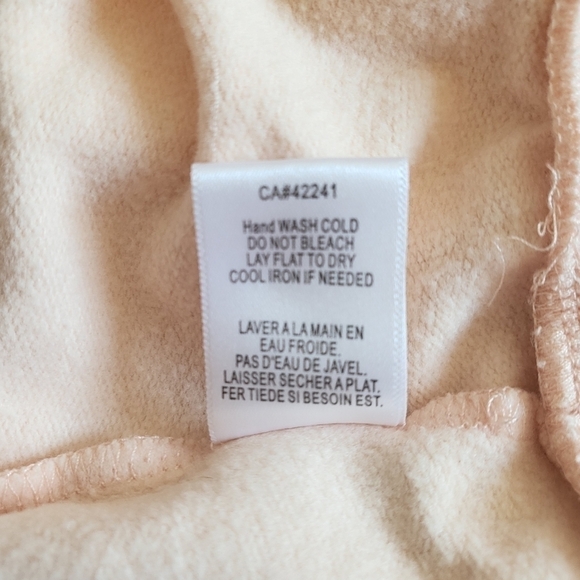 CA#42241
Hand WASH COLD
DO NOT BLEACH
LAY FLAT TO DRY
COOL IRON IF NEEDED
LAVER A LA MAIN EN
EAU FROIDE.
PAS D'EAU DE JAVEL.
LAISSER SECHER A PLAT.
FER TIEDE SI BESOIN EST.